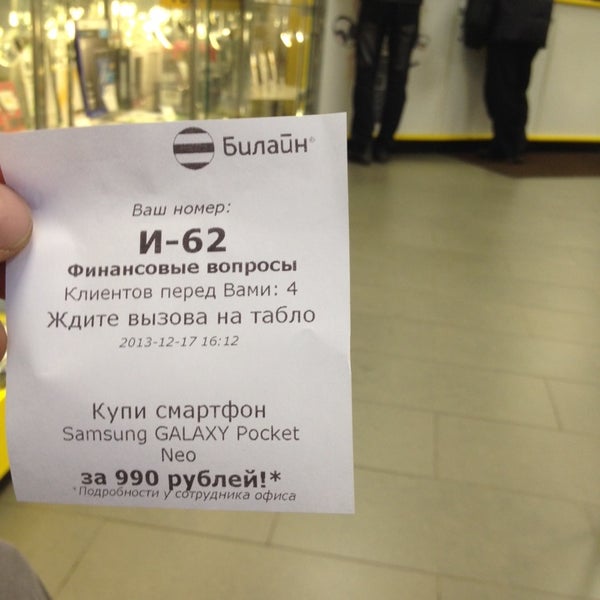 Билайн®
Ваш номер:
И-62
Финансовые вопросы
Клиентов перед Вами: 4
Ждите вызова на табло
2013-12-17 16:12
Купи смартфон
Samsung GALAXY Pocket
Neo
за 990 рублей!*
*Подробности у сотрудника офиса